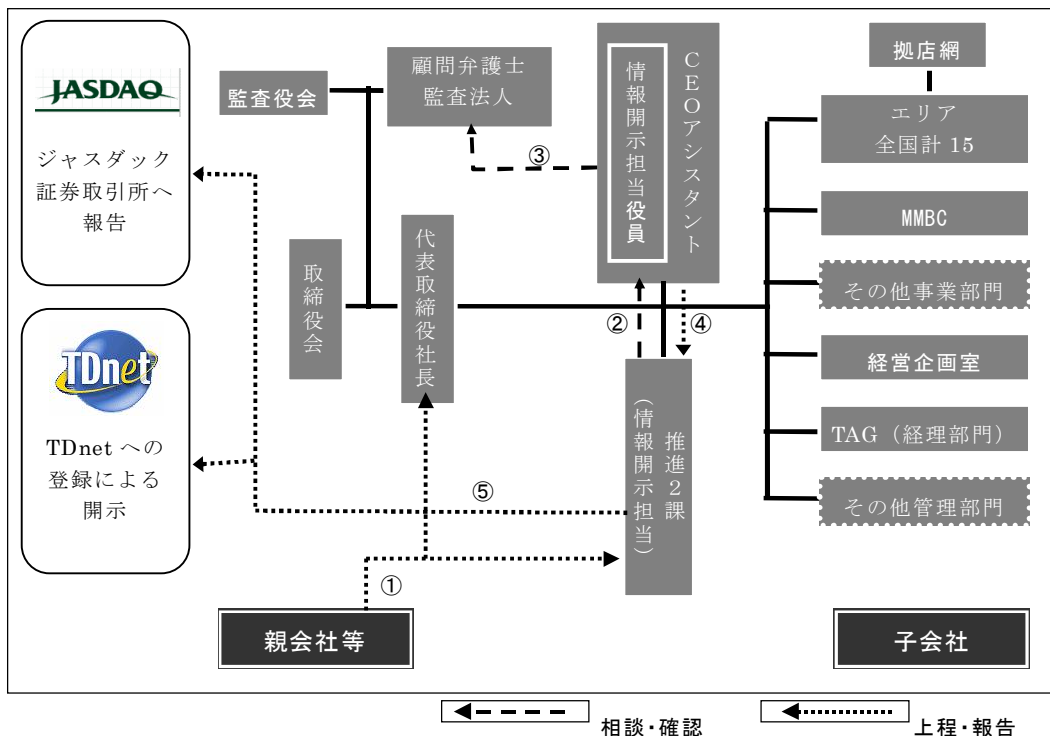 JASDAQ
ジャスダック
証券取引所へ
報告
TDnet
TDnet への
登録による
開示
監査役会
顧問弁護士
監査法人
③
取締役会
代表取締役社長
CEOアシスタント
情報開示担当役員
②
④
推進2課
(情報開示担当)
⑤
①
親会社等
拠店網
エリア
全国計 15
MMBC
その他事業部門
経営企画室
TAG（経理部門）
その他管理部門
子会社
相談・確認
上程・報告